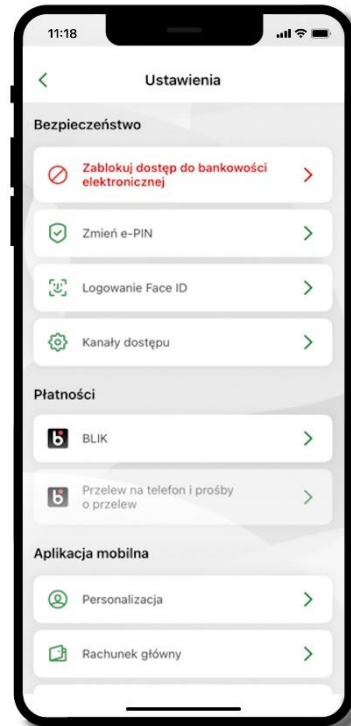 11:18
Ustawienia
Bezpieczeństwo
Zablokuj dostęp do bankowości
elektronicznej
Zmień e-PIN
Logowanie Face ID
Kanały dostępu
Płatności
BLIK
Przelew na telefon i prośby
o przelew
Aplikacja mobilna
Personalizacja
Rachunek główny